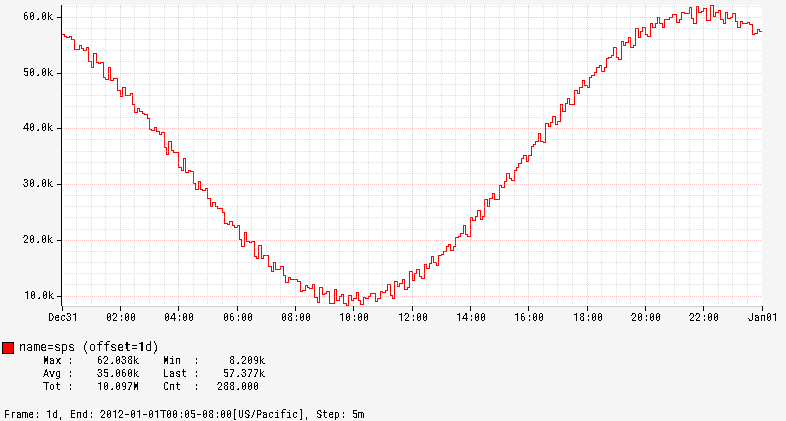 60.0k
50.0k
40.0k
30.0k
20.0k
10.0k
Dec31 02:00 04:00 06:00 08:00 10:00 12:00 14:00 16:00 18:00 20:00 22:00 Jan01
name=sps (offset=1d)
Max : 62.038k Min : 8.209k
Avg : 35.060k Last : 57.377k
Tot : 10.097M Cnt : 288.000
Frame: 1d, End: 2012-01-01T00:05-08:00[US/Pacific], Step: 5m